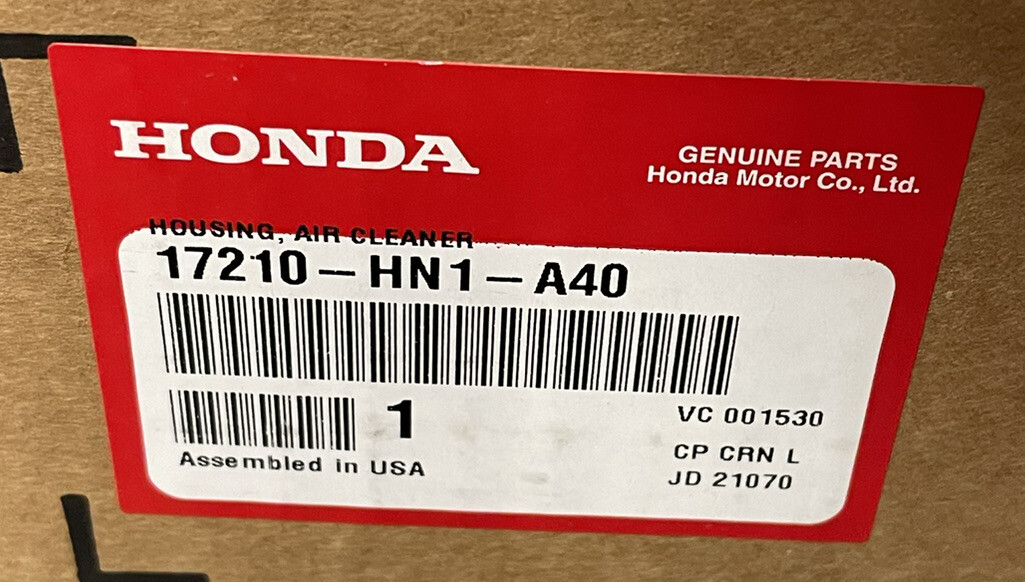 HONDA
GENUINE PARTS
Honda Motor Co., Ltd.
HOUSING, AIR CLEANER
17210-HN1-A40
1
VC 001530
CP CRN L
Assembled in USA
JD 21070